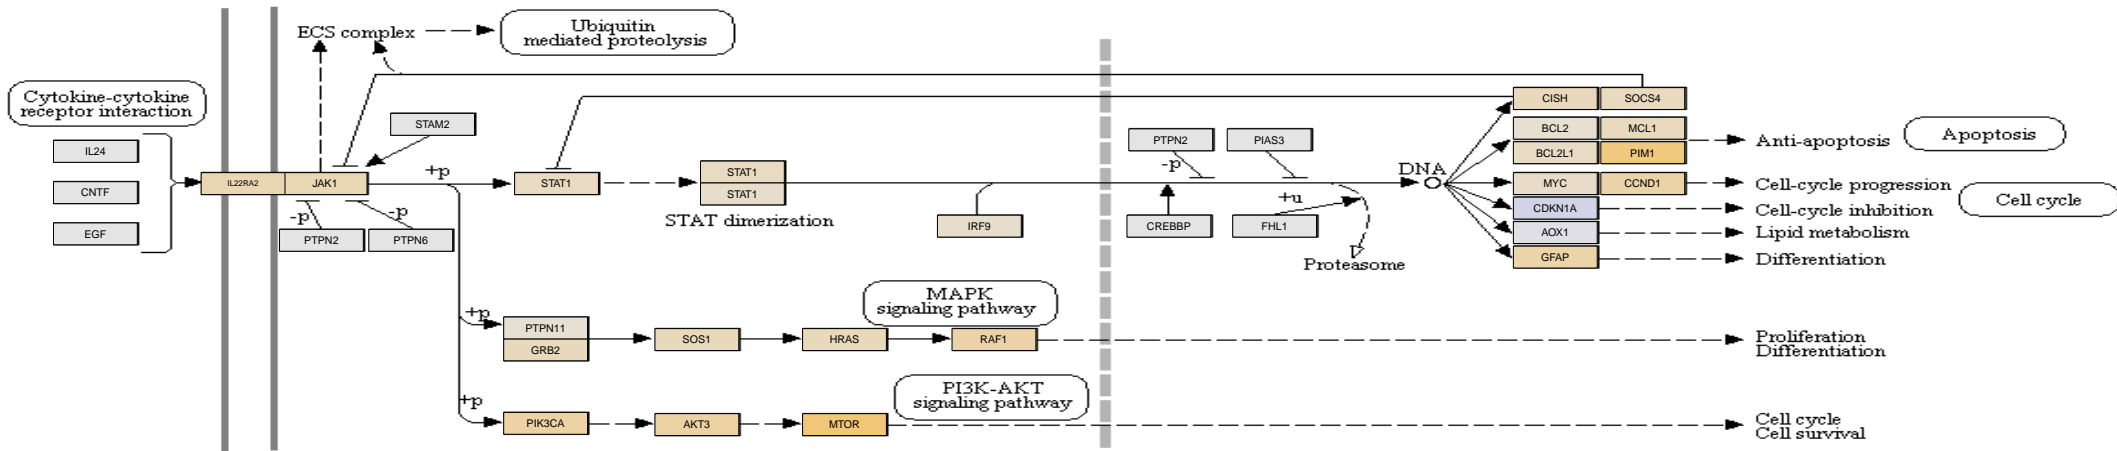 ECS complex
Ubiquitin
mediated proteolysis
Cytokine-cytokine
receptor interaction
IL24
CNTF
EGF
IL22RA2
JAK1
STAM2
-p
-p
PTPN2
PTPN6
+p
STAT1
STAT1
STAT1
STAT dimerization
IRF9
PTPN2
PIAS3
-p
+u
CREBBP
FHL1
Proteasome
DNA
CISH
SOCS4
BCL2
MCL1
BCL2L1
PIM1
MYC
CCND1
CDKN1A
AOX1
GFAP
Anti-apoptosis
Apoptosis
Cell-cycle progression
Cell-cycle inhibition
Cell cycle
Lipid metabolism
Differentiation
+p
PTPN11
GRB2
SOS1
HRAS
RAF1
MAPK
signaling pathway
Proliferation
Differentiation
+p
PIK3CA
AKT3
MTOR
PI3K-AKT
signaling pathway
Cell cycle
Cell survival